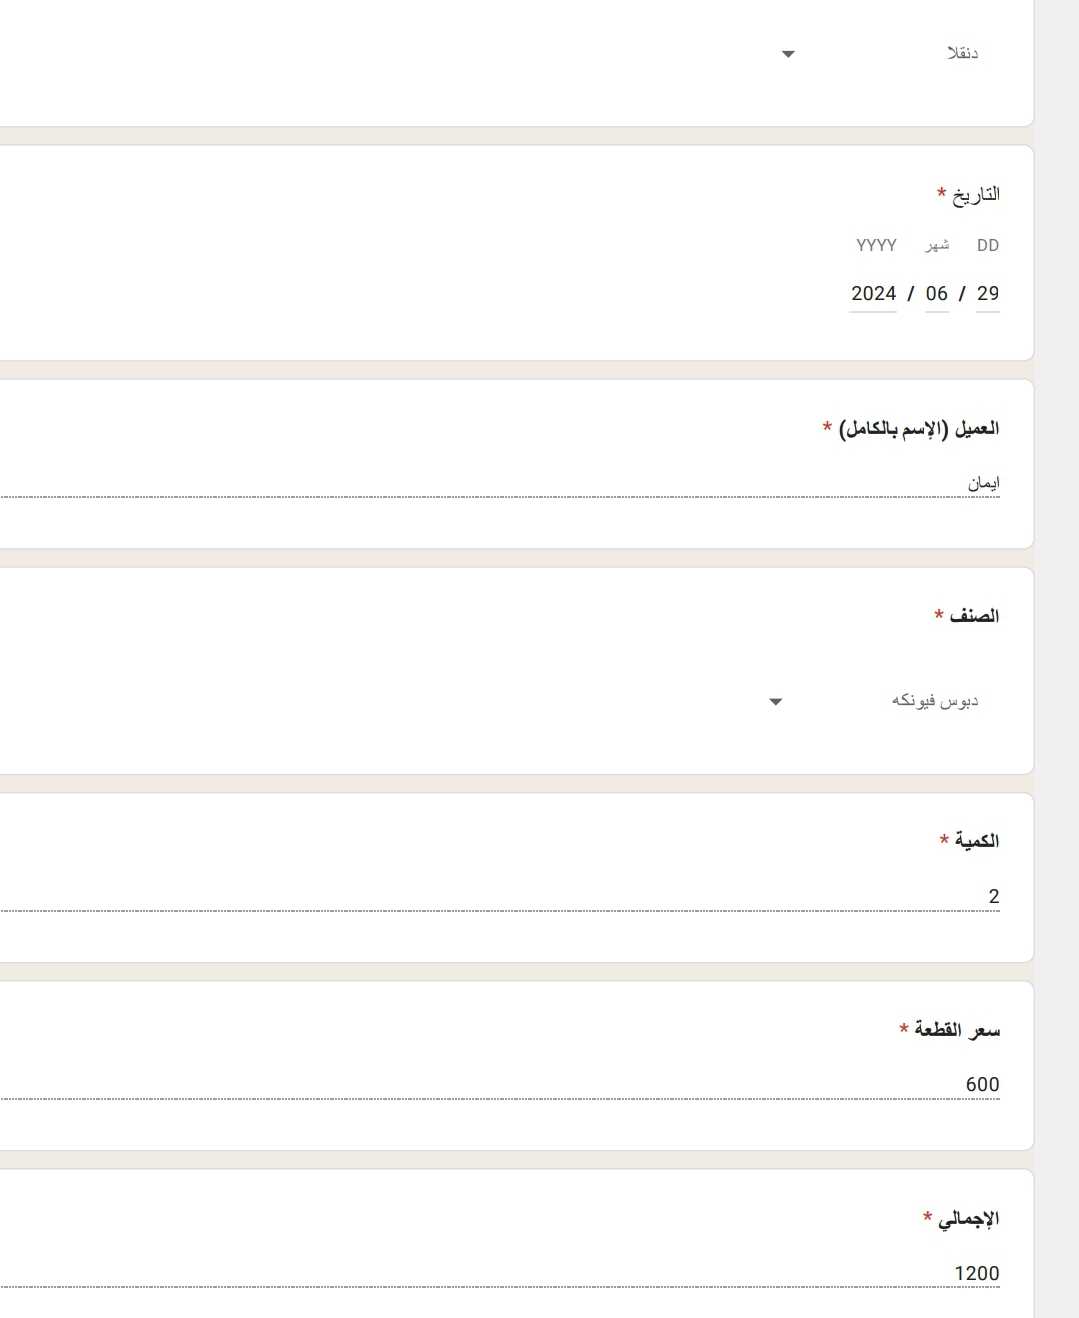 دنقلا
التاريخ *
DD شهر YYYY
29 / 06 / 2024
العميل (الإسم بالكامل) *
ايمان
الصنف *
دبوس فيونكه
الكمية *
2
سعر القطعة *
600
الإجمالي *
1200